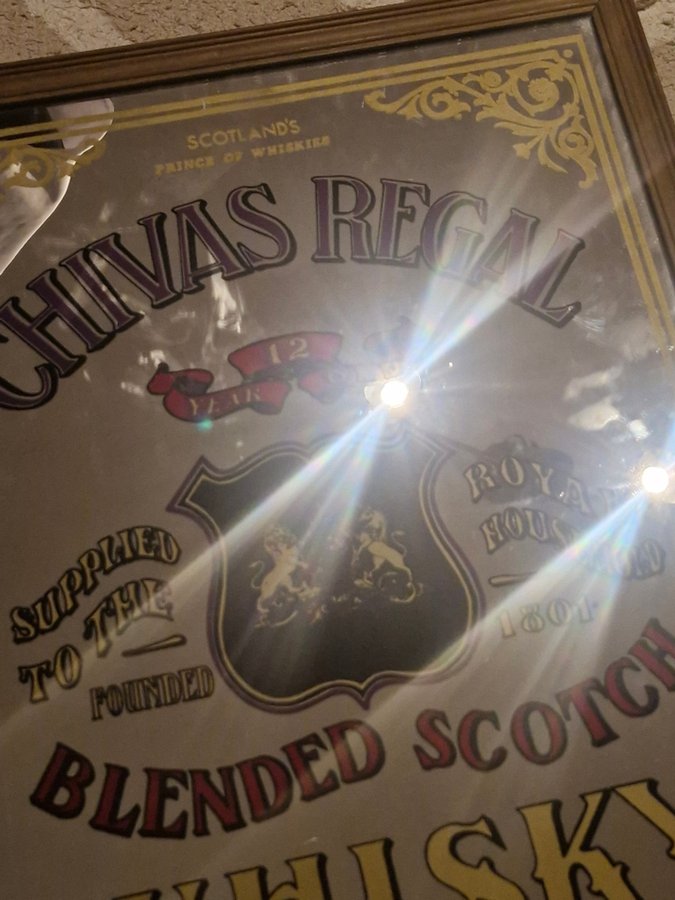 SCOTLAND'S
PRINCE OF WHISKIES
CHIVAS REGAL
12
YEAR
SUPPLIED
TO THE
ROYAL
HOUSEHOLD
FOUNDED
1801
BLENDED SCOTCH
WHISKY